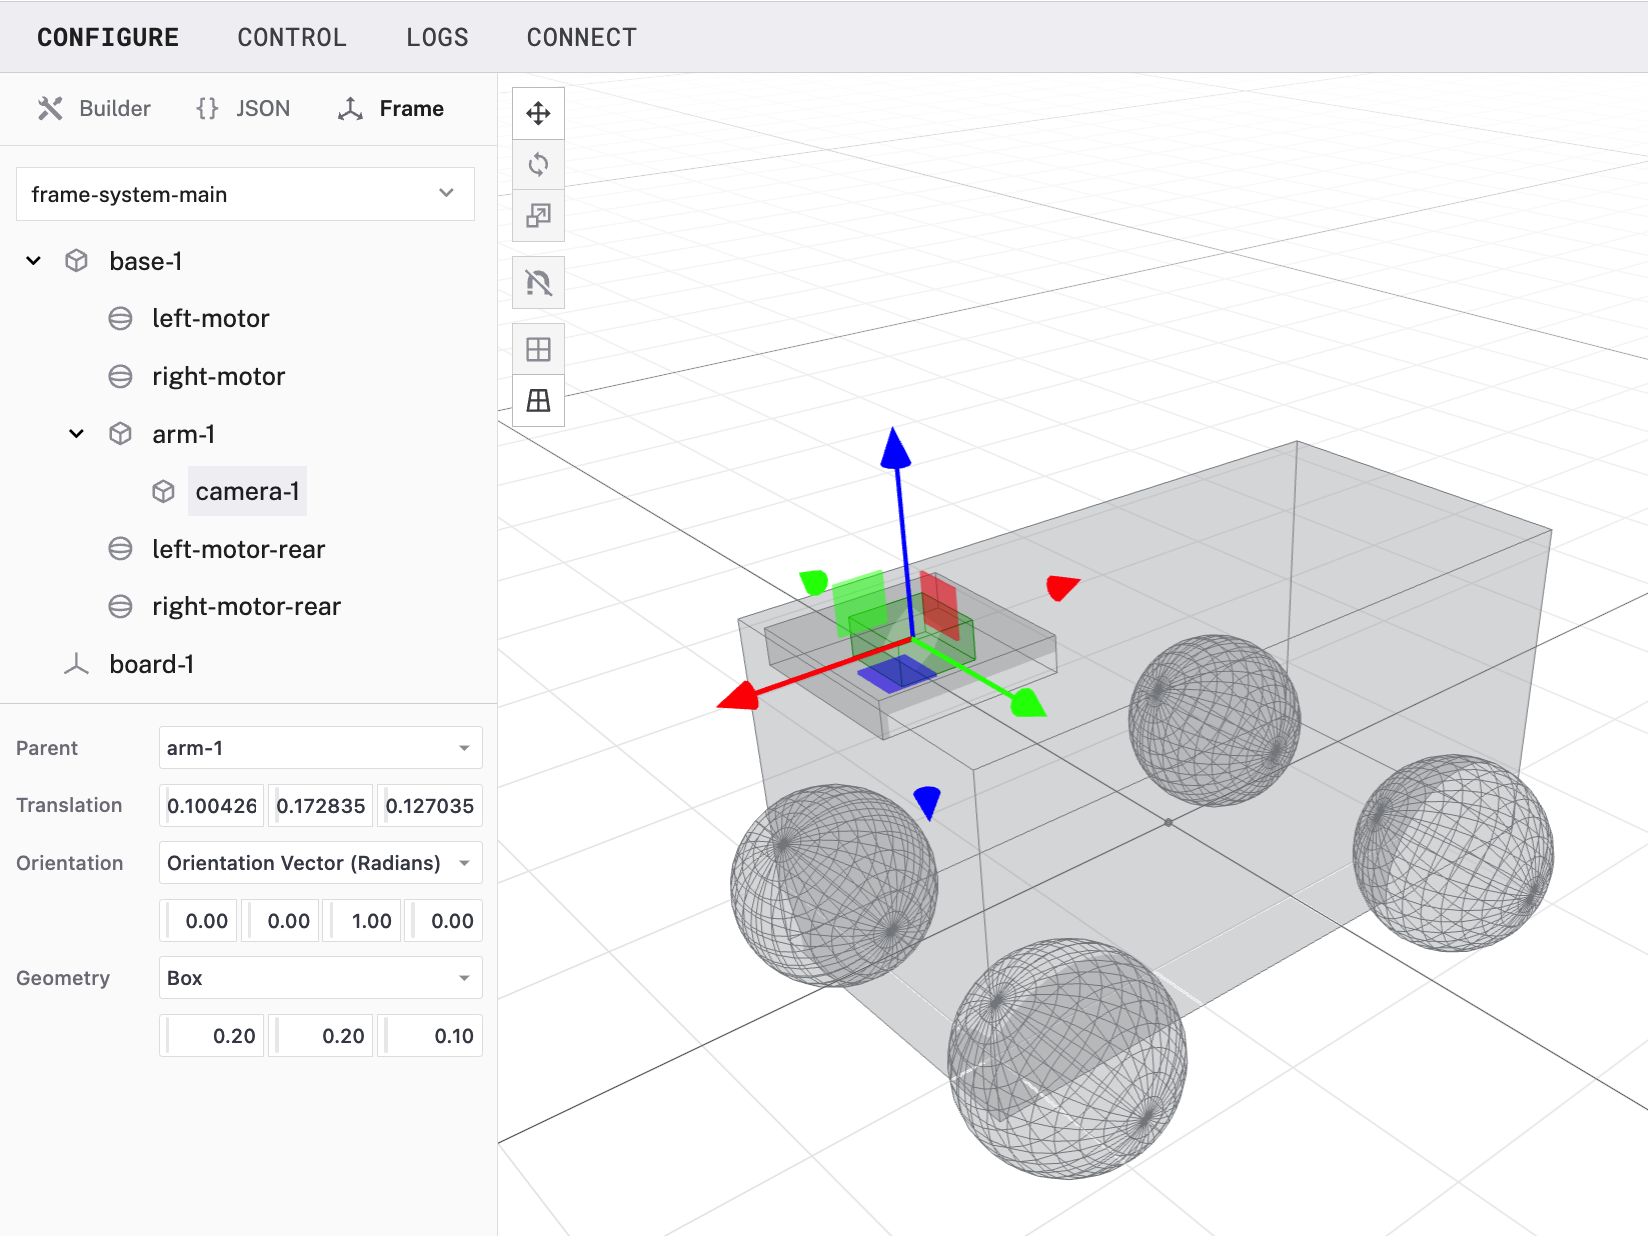 CONFIGURE CONTROL LOGS CONNECT
Builder {} JSON Frame
frame-system-main
base-1
left-motor
right-motor
arm-1
camera-1
left-motor-rear
right-motor-rear
board-1
Parent arm-1
Translation 0.100426 0.172835 0.127035
Orientation Orientation Vector (Radians)
0.00 0.00 1.00 0.00
Geometry Box
0.20 0.20 0.10